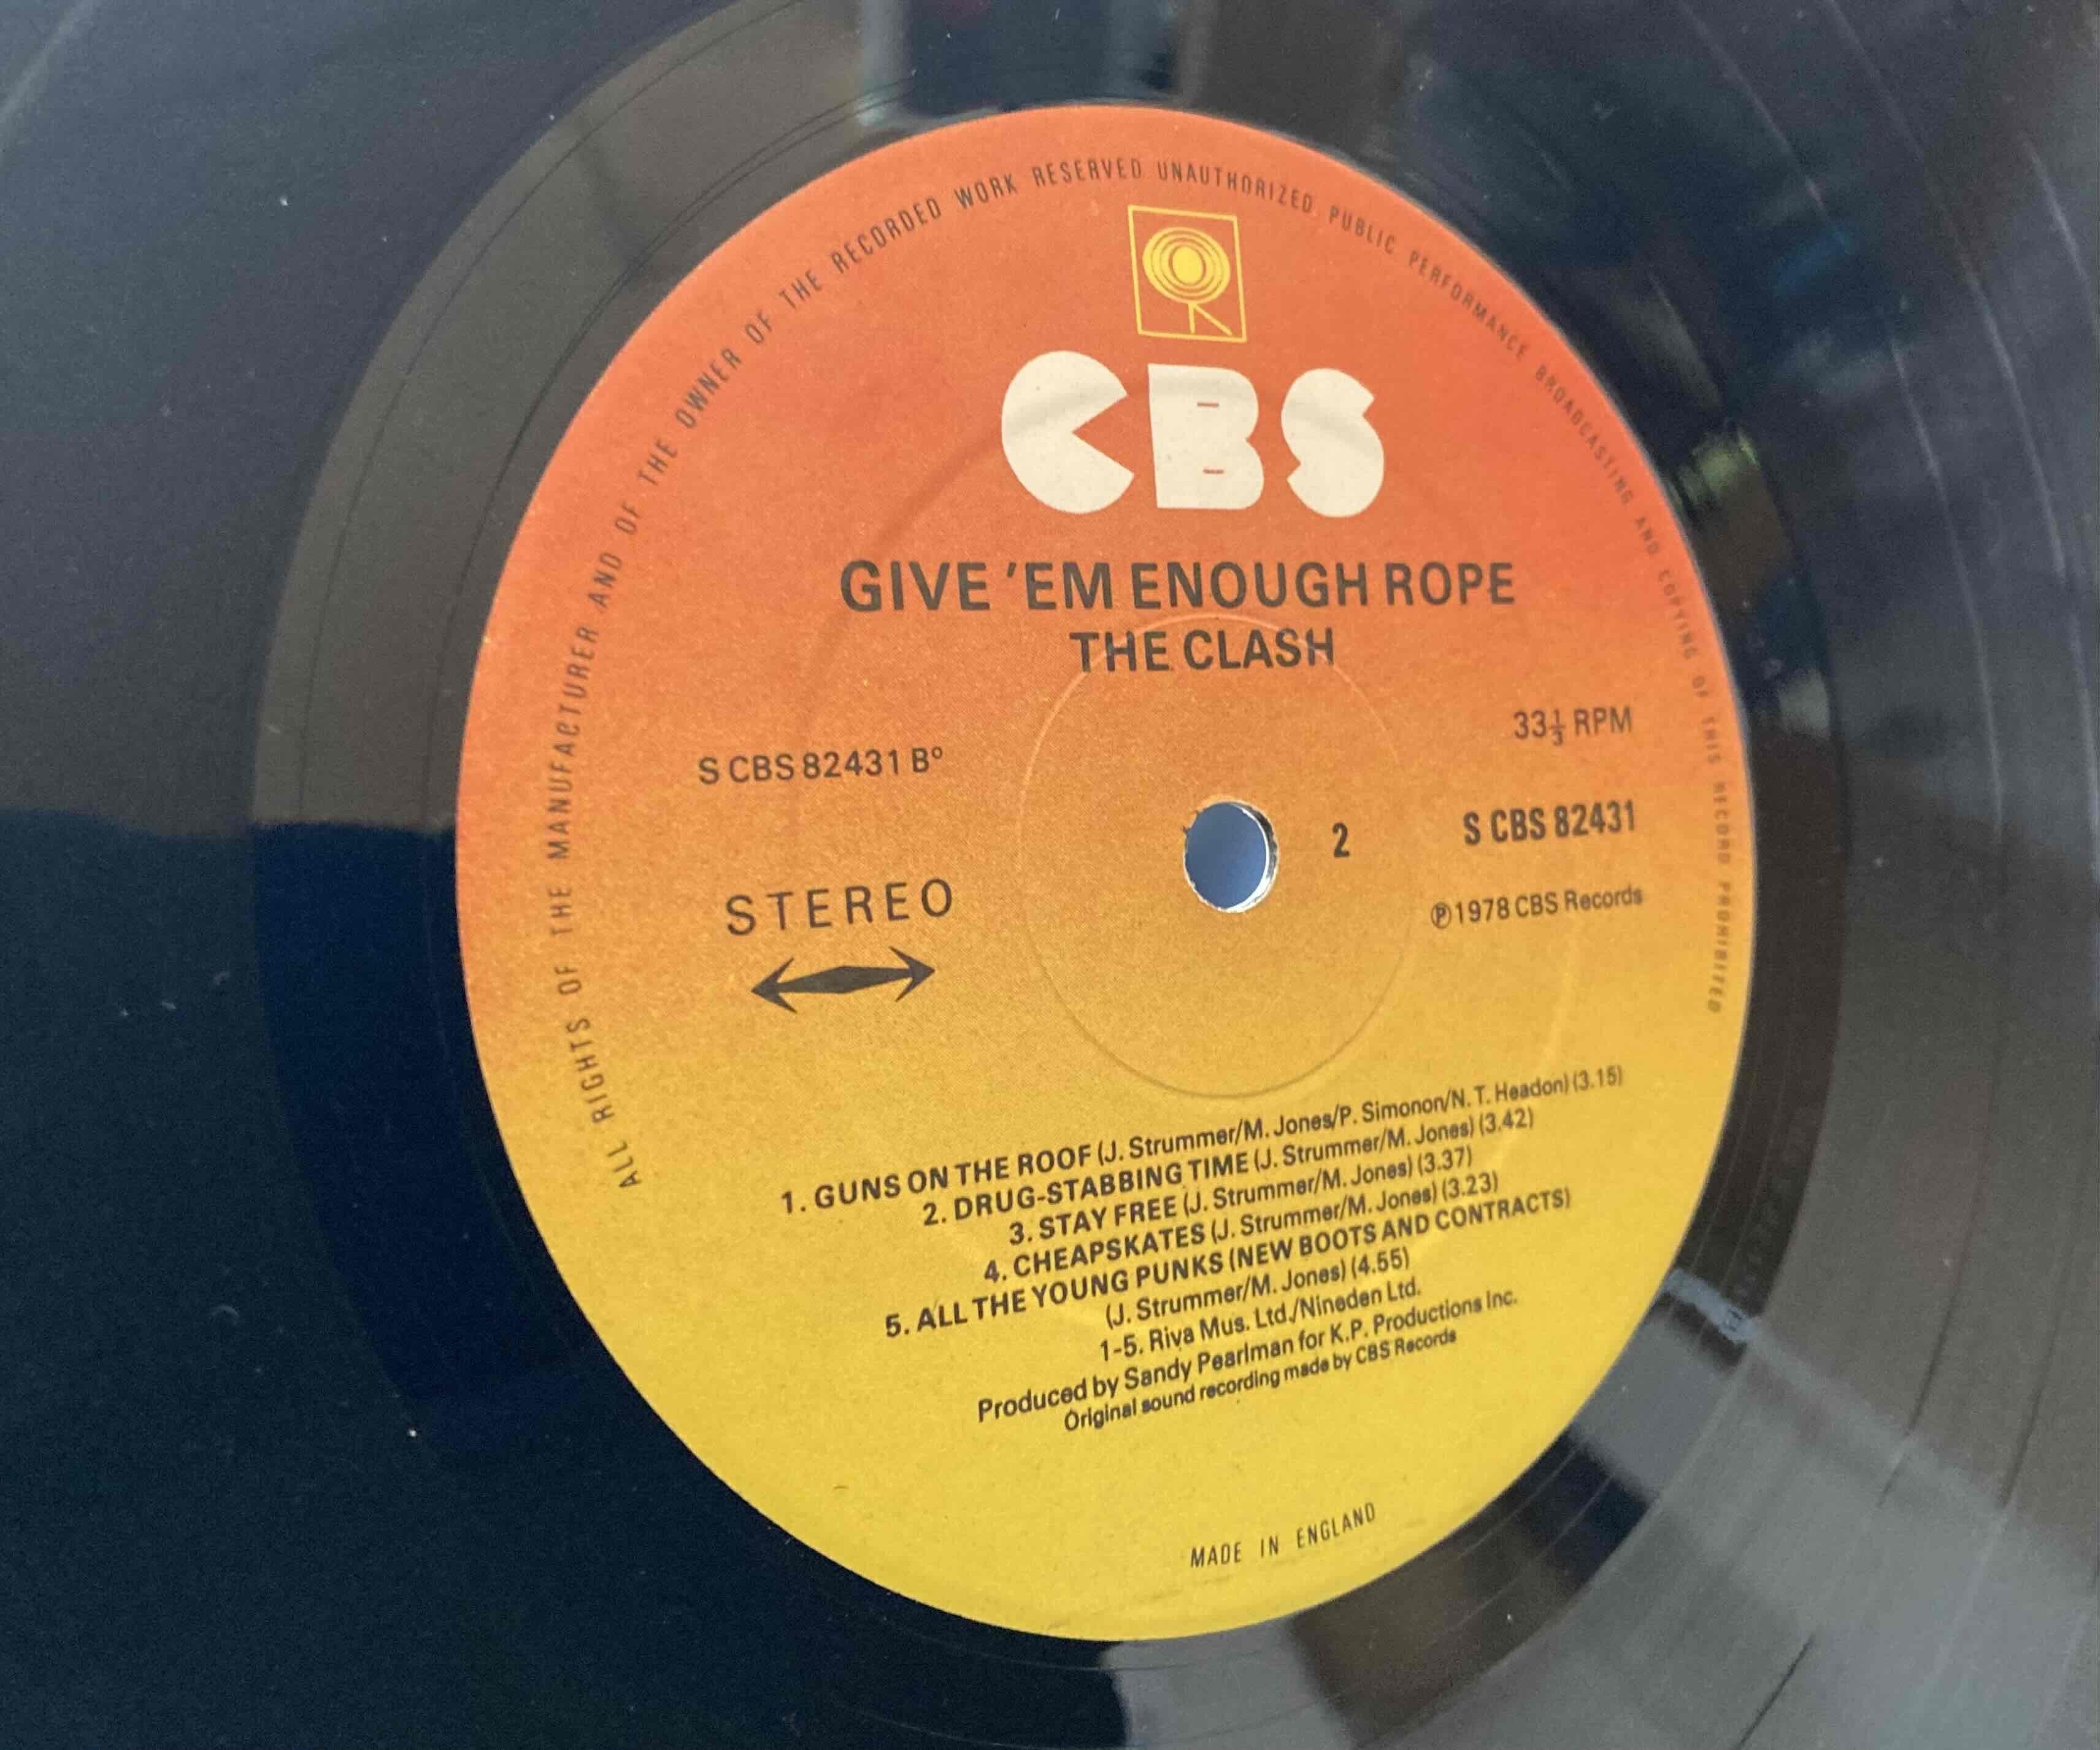 ALL RIGHTS OF THE MANUFACTURER AND OF THE OWNER OF THE RECORDED WORK RESERVED UNAUTHORIZED PUBLIC PERFORMANCE BROADCASTING AND COPYING OF THIS RECORD PROHIBITED
CBS
GIVE 'EM ENOUGH ROPE
THE CLASH
33⅓ RPM
S CBS 82431 Bº
2
S CBS 82431
STEREO
℗1978 CBS Records
1. GUNS ON THE ROOF (J. Strummer/M. Jones/P. Simonon/N. T. Headon) (3.15)
2. DRUG-STABBING TIME (J. Strummer/M. Jones) (3.42)
3. STAY FREE (J. Strummer/M. Jones) (3.37)
4. CHEAPSKATES (J. Strummer/M. Jones) (3.23)
5. ALL THE YOUNG PUNKS (NEW BOOTS AND CONTRACTS)
(J. Strummer/M. Jones) (4.55)
1-5. Riva Mus. Ltd./Nineden Ltd.
Produced by Sandy Pearlman for K.P. Productions Inc.
Original sound recording made by CBS Records
MADE IN ENGLAND